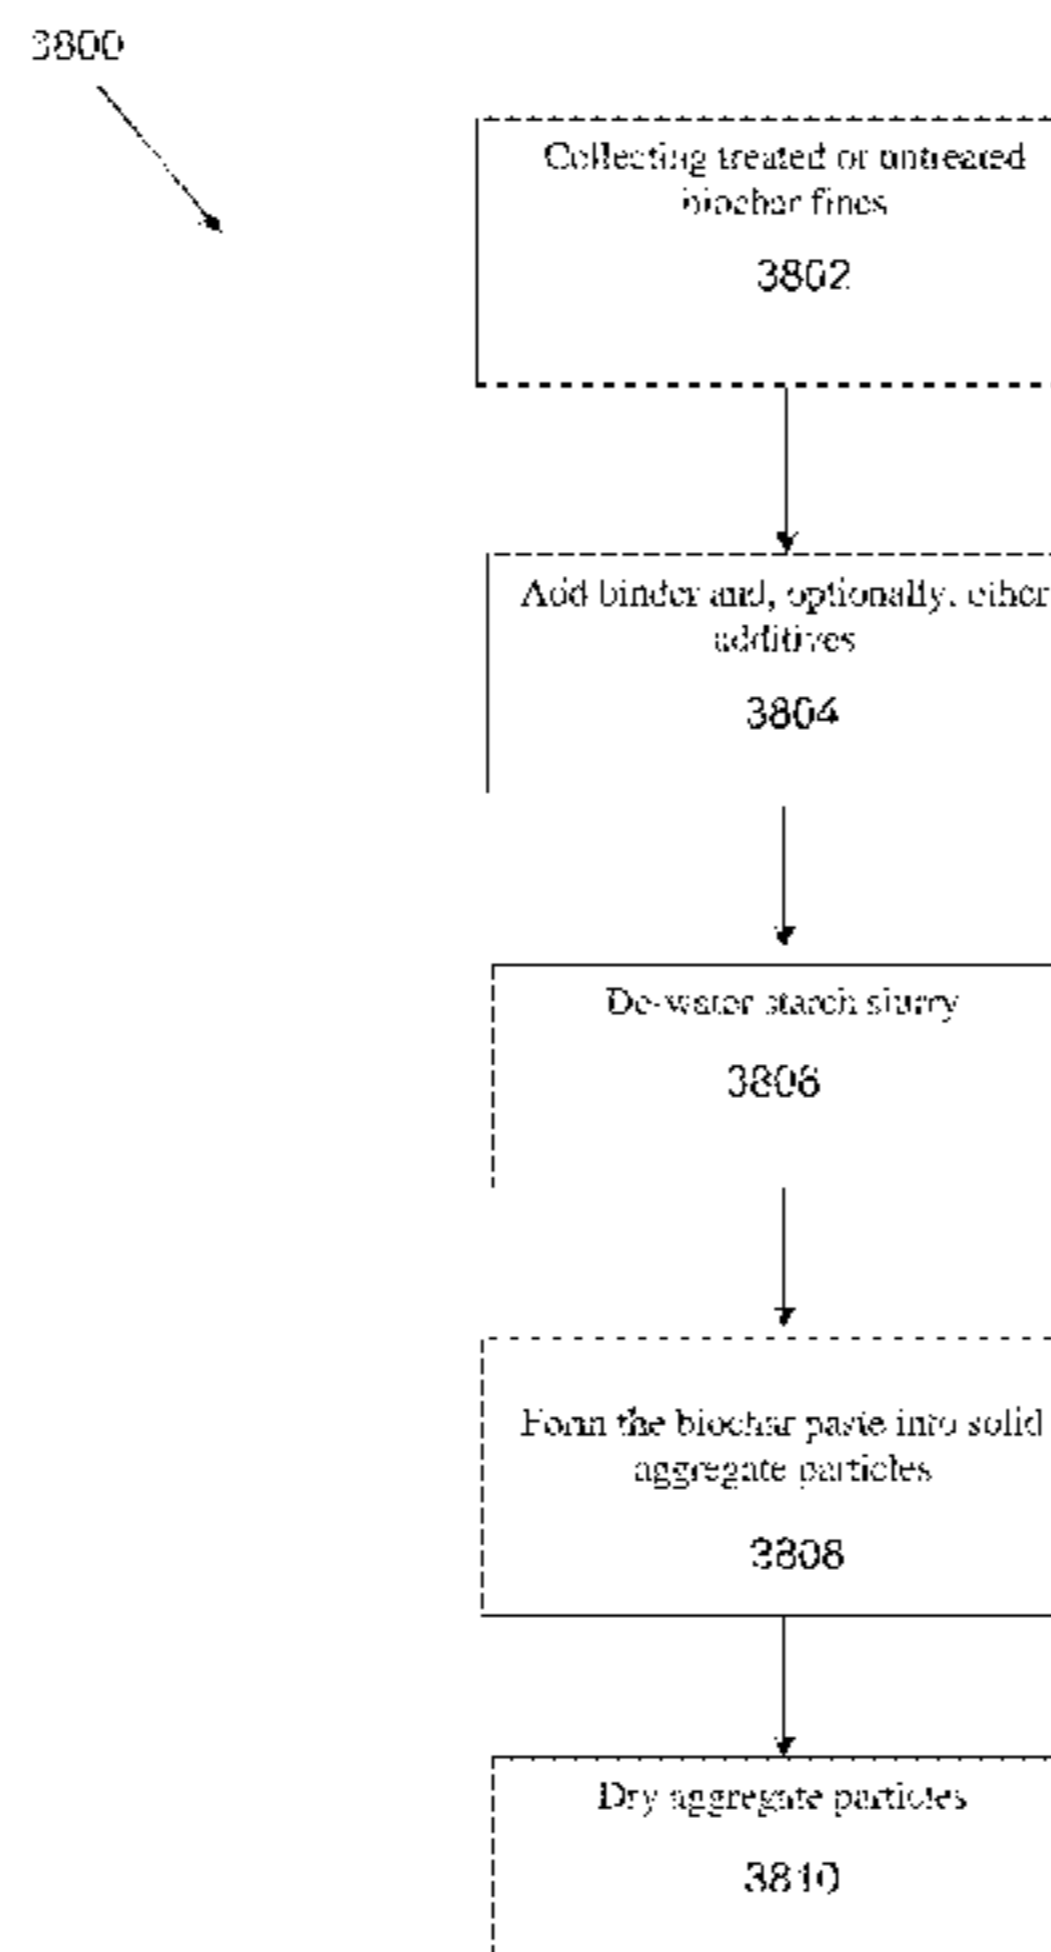 3800
Collecting treated or untreated
biochar fines
3802
Add binder and, optionally, other
additives
3804
De-water starch slurry
3806
Form the biochar paste into solid
aggregate particles
3808
Dry aggregate particles
3810